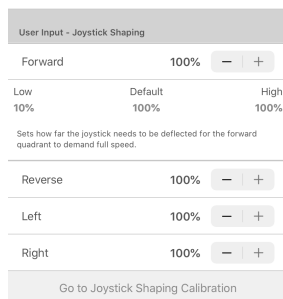 User Input - Joystick Shaping
Forward 100% − +
Low Default High
10% 100% 100%
Sets how far the joystick needs to be deflected for the forward
quadrant to demand full speed.
Reverse 100% − +
Left 100% − +
Right 100% − +
Go to Joystick Shaping Calibration